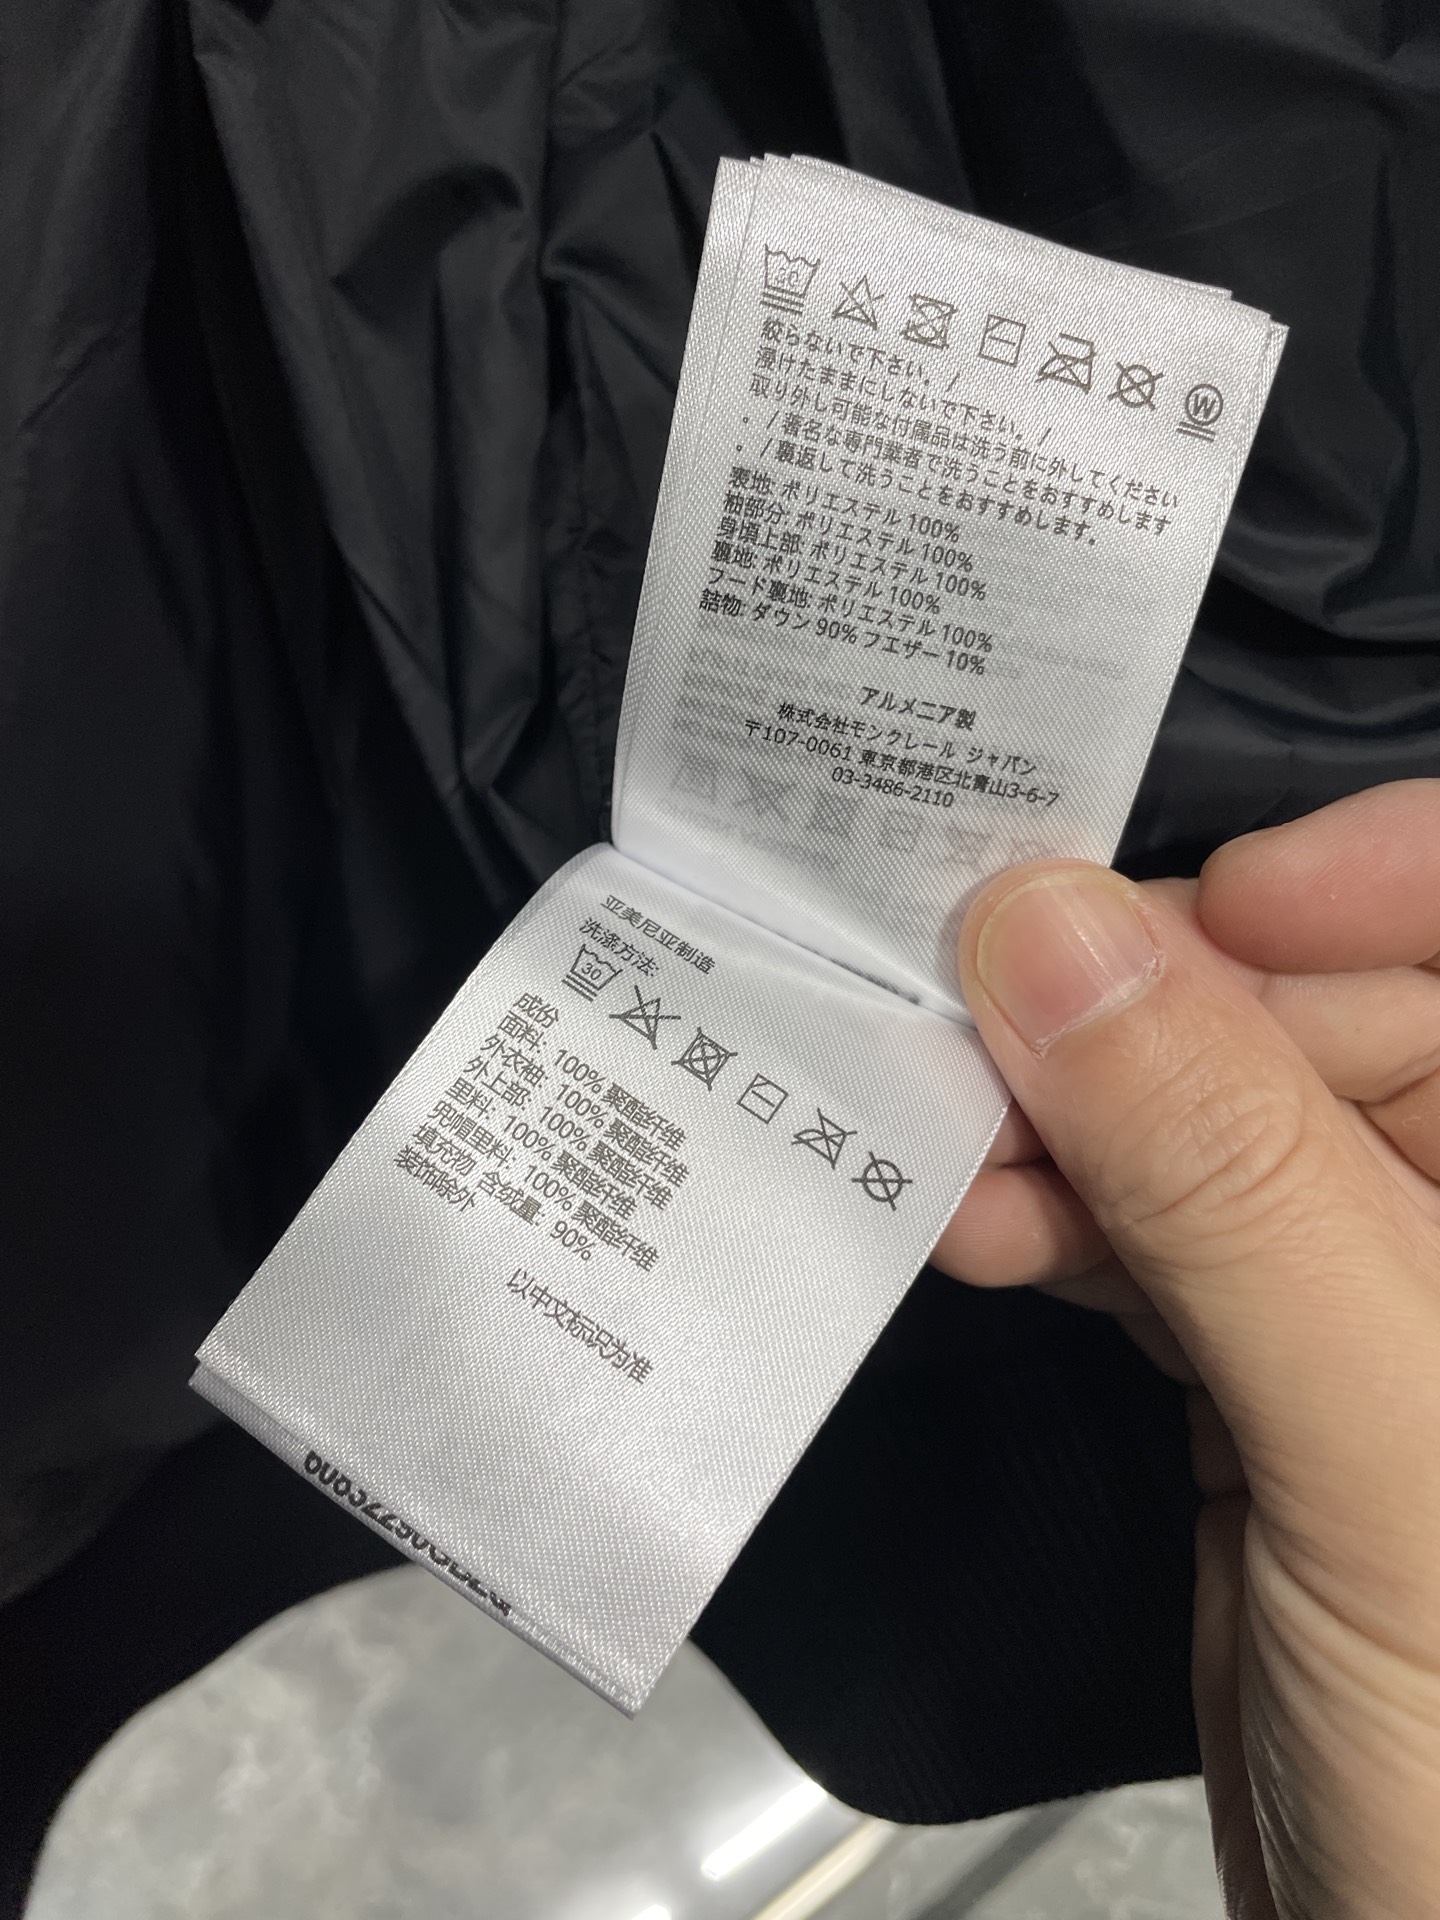 30
絞らないで下さい。/
浸けたままにしないで下さい。/
取り外し可能な付属品は洗う前に外してください
。/著名な専門業者で洗うことをおすすめします
。/裏返して洗うことをおすすめします。
表地: ポリエステル 100%
袖部分: ポリエステル 100%
身頃上部: ポリエステル 100%
裏地: ポリエステル 100%
フード裏地: ポリエステル 100%
詰物: ダウン 90% フエザー 10%
アルメニア製
株式会社モンクレール ジャパン
〒107-0061 東京都港区北青山3-6-7
03-3486-2110
W
亚美尼亚制造
洗涤方法:
30
成份
面料: 100% 聚酯纤维
外衣袖: 100% 聚酯纤维
外上部: 100% 聚酯纤维
里料: 100% 聚酯纤维
兜帽里料: 100% 聚酯纤维
填充物 含绒量: 90%
装饰除外
以中文标识为准